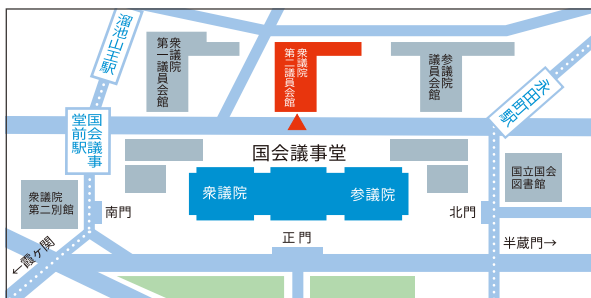 溜池山王駅
衆議院
第一議員会館
衆議院
第二議員会館
参議院
議員会館
永田町駅
国会議事
堂前駅
国会議事堂
国立国会
図書館
衆議院
第二別館
衆議院
参議院
南門
北門
正門
半蔵門→
←霞ヶ関